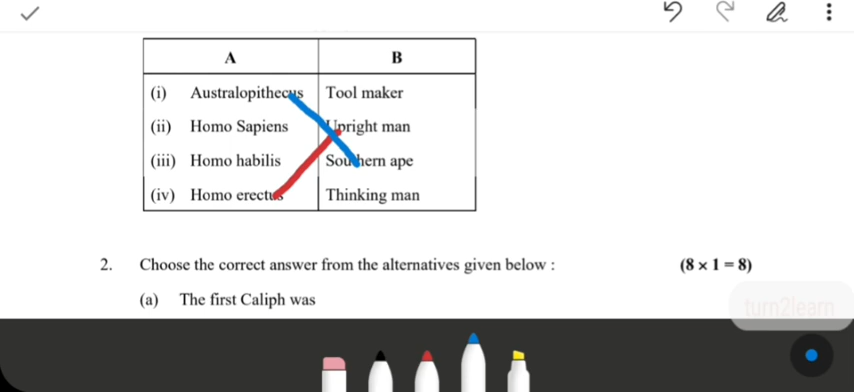 A B
(i) Australopithecus Tool maker
(ii) Homo Sapiens Upright man
(iii) Homo habilis Southern ape
(iv) Homo erectus Thinking man
2. Choose the correct answer from the alternatives given below : (8 × 1 = 8)
(a) The first Caliph was
turn2learn